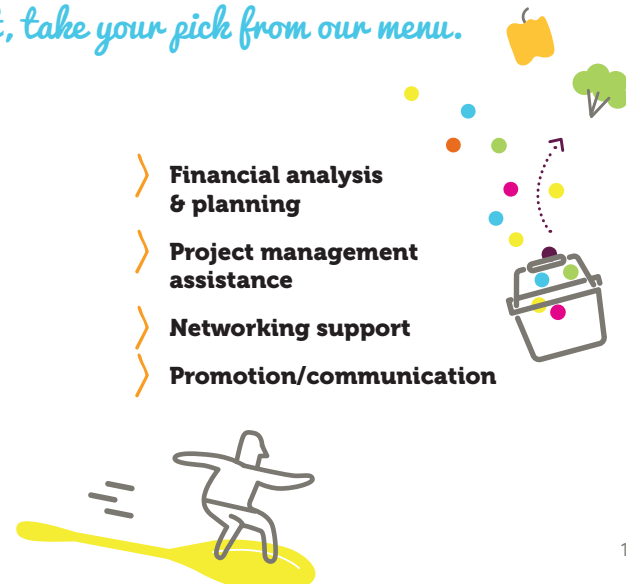 , take your pick from our menu.
Financial analysis
& planning
Project management
assistance
Networking support
Promotion/communication
1